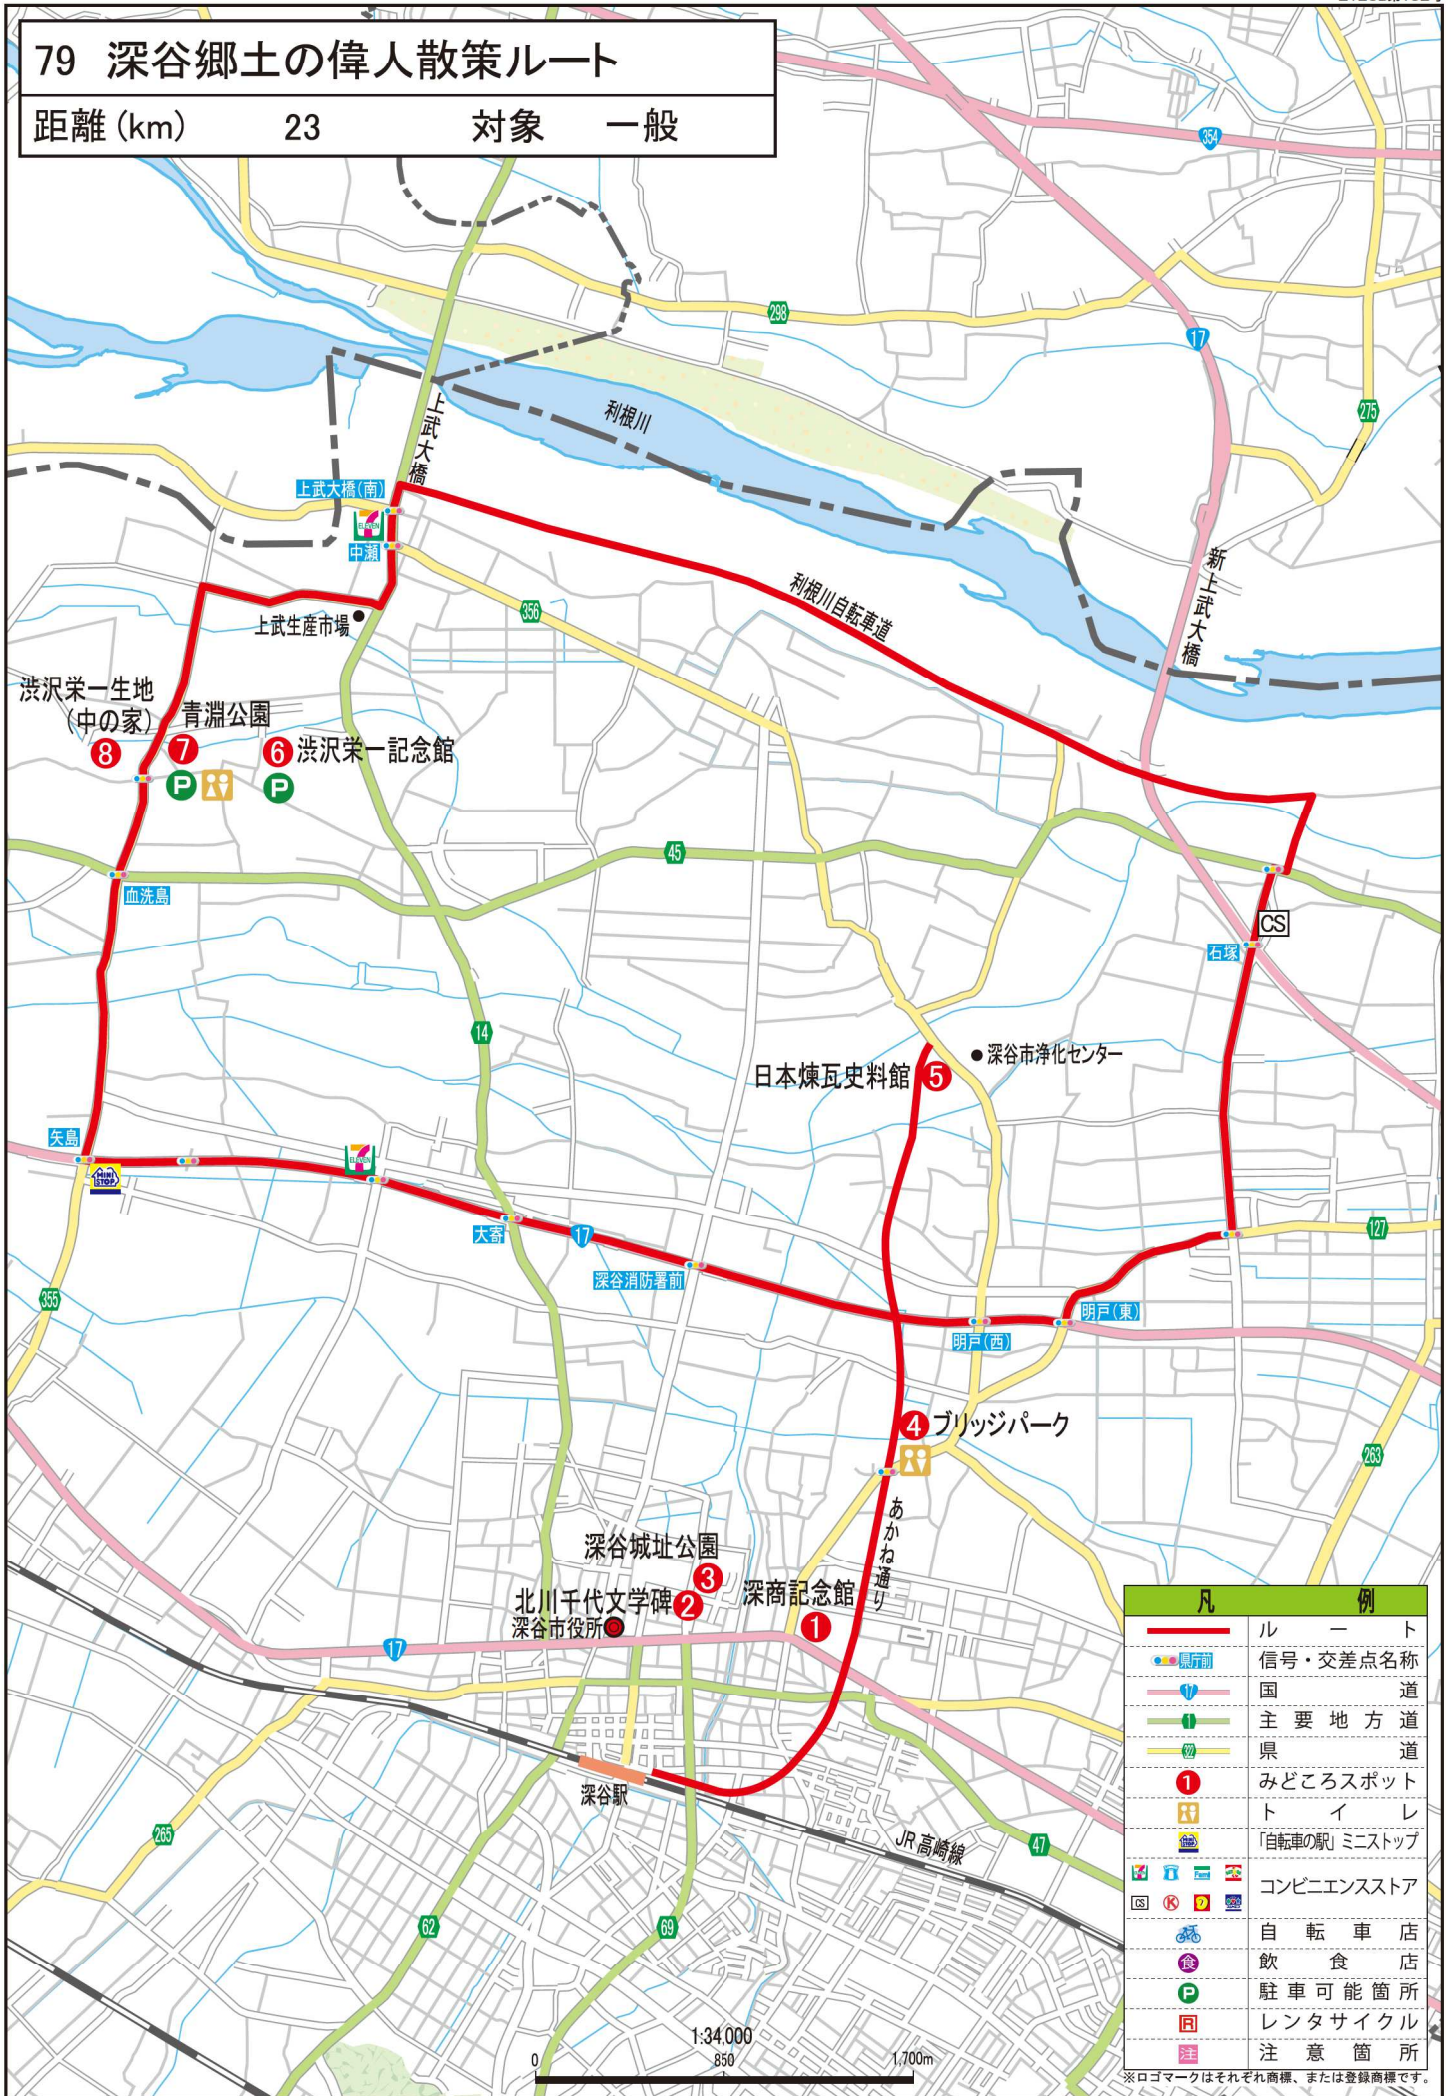 79 深谷郷土の偉人散策ルート
距離(km) 23 対象 一般
354
298
17
275
上武大橋
利根川
上武大橋(南)
中瀬
新上武大橋
利根川自転車道
356
上武生産市場
渋沢栄一生地
(中の家)
8
青淵公園
7
P
6 渋沢栄一記念館
P
45
血洗島
CS
石塚
14
日本煉瓦史料館 5
深谷市浄化センター
矢島
MINI STOP
7 ELEVEN
7 ELEVEN
大寄
17
深谷消防署前
127
明戸(東)
明戸(西)
355
4 ブリッジパーク
263
あかね通り
深谷城址公園
3
北川千代文学碑 2
深谷市役所
深商記念館
1
17
深谷駅
JR高崎線
265
47
62
69
1:34,000
0 850 1,700m
凡例
ルート
県庁前 信号・交差点名称
17 国道
1 主要地方道
322 県道
1 みどころスポット
トイレ
「自転車の駅」ミニストップ
CS K コンビニエンスストア
自転車店
食 飲食店
P 駐車可能箇所
R レンタサイクル
注 注意箇所
※ロゴマークはそれぞれ商標、または登録商標です。